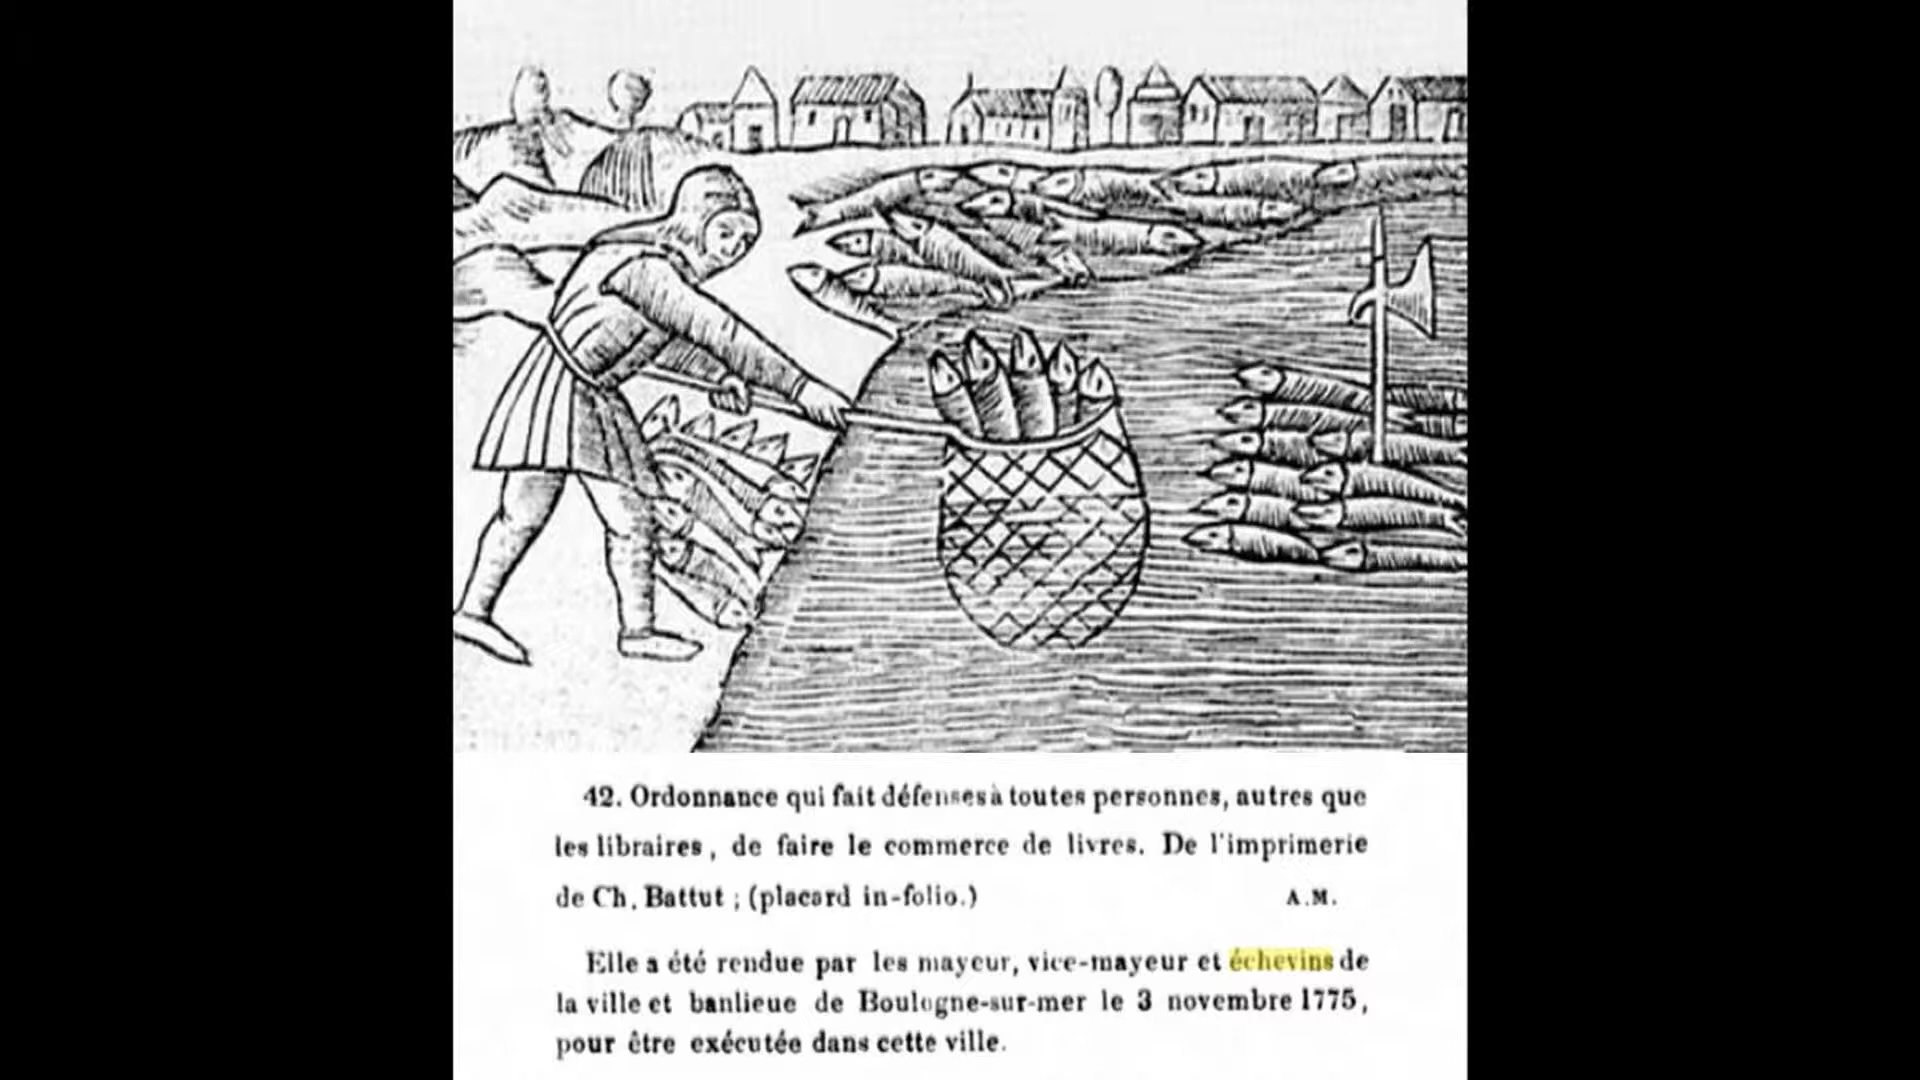 42. Ordonnance qui fait défenses à toutes personnes, autres que
les libraires, de faire le commerce de livres. De l'imprimerie
de Ch. Battut ; (placard in-folio.) A.M.
Elle a été rendue par les mayeur, vice-mayeur et échevins de
la ville et banlieue de Boulogne-sur-mer le 3 novembre 1775,
pour être exécutée dans cette ville.